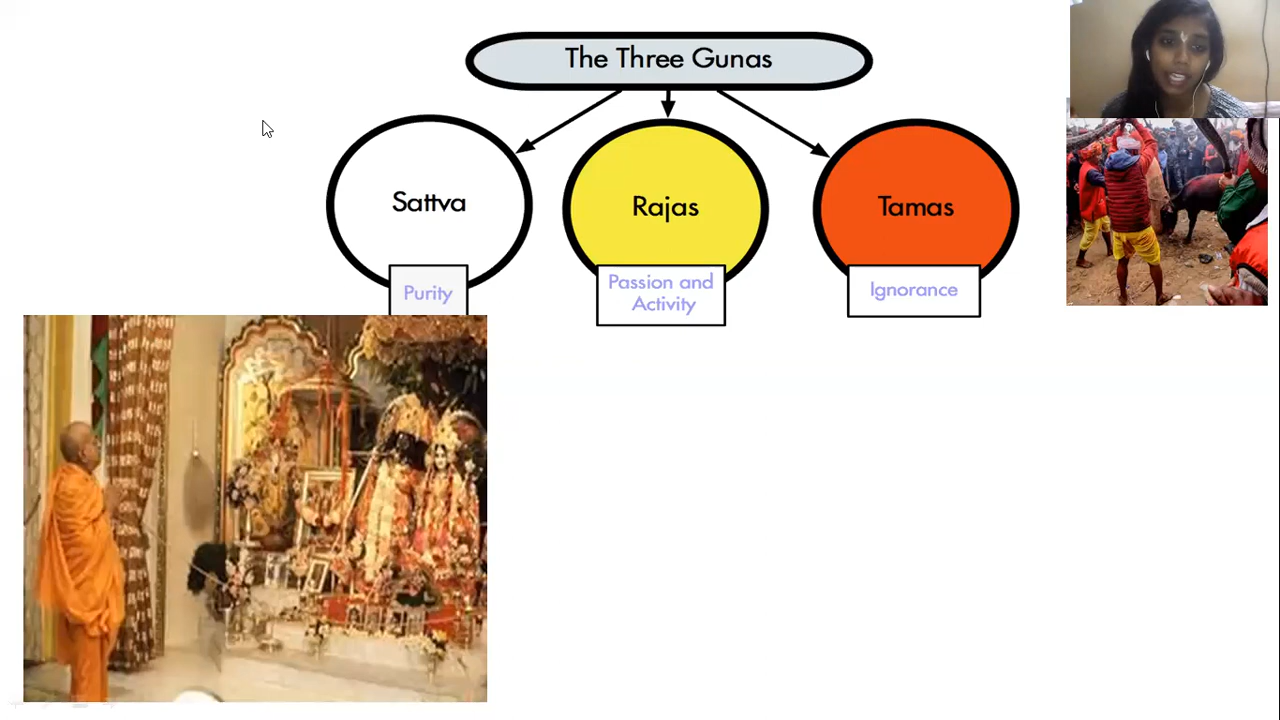 The Three Gunas
Sattva
Rajas
Tamas
Purity
Passion and
Activity
Ignorance